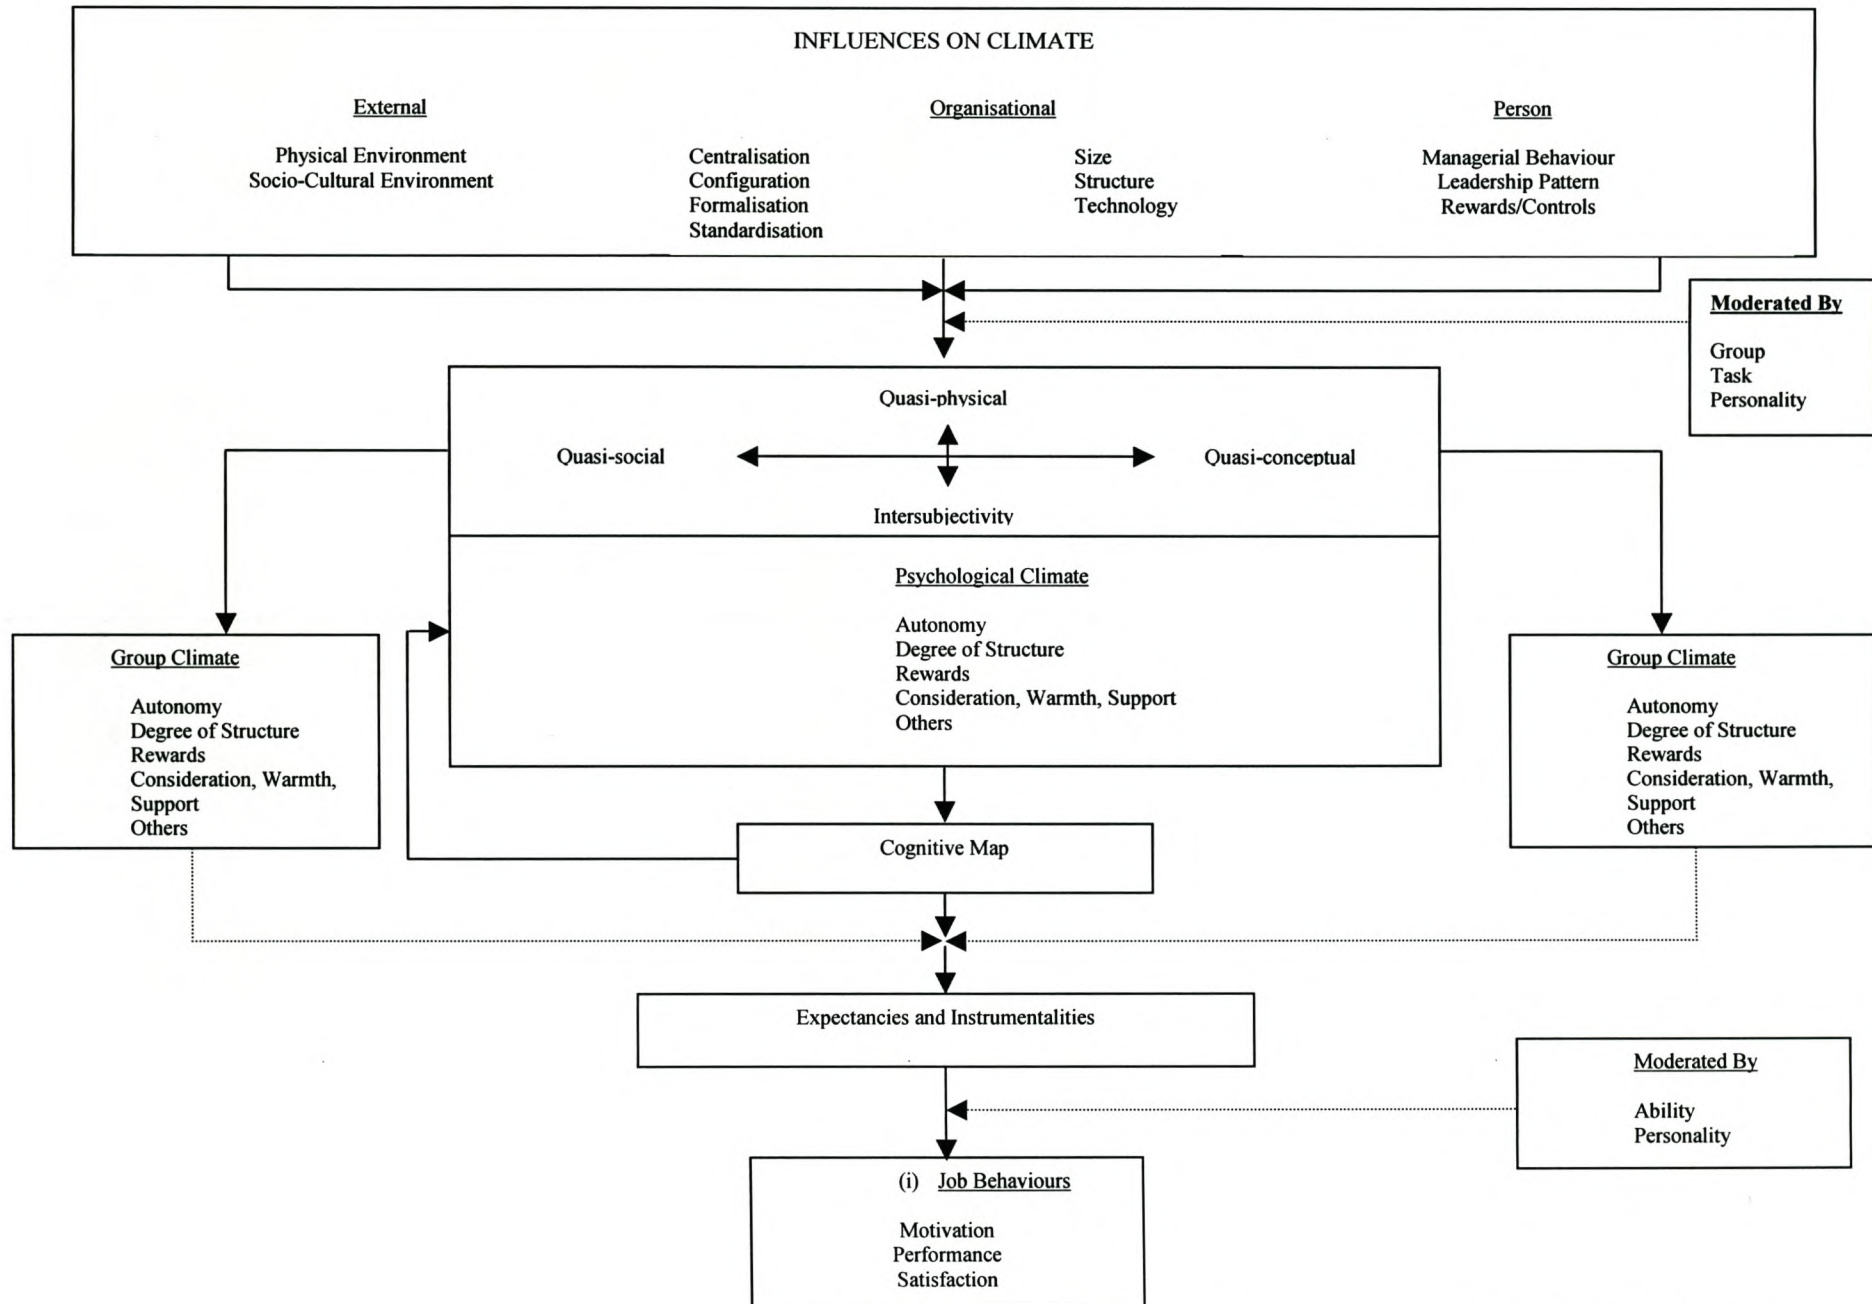 INFLUENCES ON CLIMATE
External
Physical Environment
Socio-Cultural Environment
Organisational
Centralisation
Configuration
Formalisation
Standardisation
Size
Structure
Technology
Person
Managerial Behaviour
Leadership Pattern
Rewards/Controls
Moderated By
Group
Task
Personality
Quasi-physical
Quasi-social
Quasi-conceptual
Intersubjectivity
Psychological Climate
Autonomy
Degree of Structure
Rewards
Consideration, Warmth, Support
Others
Group Climate
Autonomy
Degree of Structure
Rewards
Consideration, Warmth,
Support
Others
Group Climate
Autonomy
Degree of Structure
Rewards
Consideration, Warmth,
Support
Others
Cognitive Map
Expectancies and Instrumentalities
Moderated By
Ability
Personality
(i) Job Behaviours
Motivation
Performance
Satisfaction